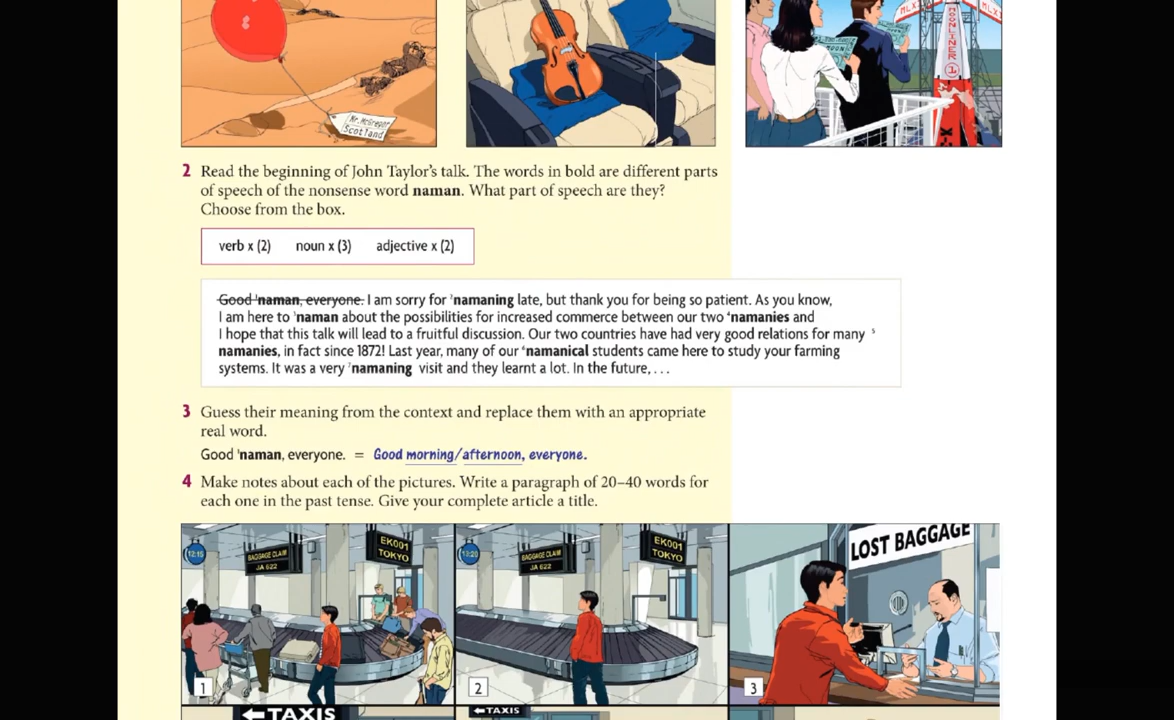 MLX
MLX
MOONLINER
1
Mr. McGregor
Scotland
2 Read the beginning of John Taylor's talk. The words in bold are different parts
of speech of the nonsense word naman. What part of speech are they?
Choose from the box.
verb x (2) noun x (3) adjective x (2)
Good 'naman, everyone. I am sorry for 'namaning late, but thank you for being so patient. As you know,
I am here to 'naman about the possibilities for increased commerce between our two 'namanies and
I hope that this talk will lead to a fruitful discussion. Our two countries have had very good relations for many '
namanies, in fact since 1872! Last year, many of our 'namanical students came here to study your farming
systems. It was a very 'namaning visit and they learnt a lot. In the future, . . .
3 Guess their meaning from the context and replace them with an appropriate
real word.
Good 'naman, everyone. = Good morning/afternoon, everyone.
4 Make notes about each of the pictures. Write a paragraph of 20–40 words for
each one in the past tense. Give your complete article a title.
12:15
BAGGAGE CLAIM
JA 622
EK001
TOKYO
1
13:20
BAGGAGE CLAIM
JA 622
EK001
TOKYO
2
LOST BAGGAGE
3
←TAXIS
←TAXIS